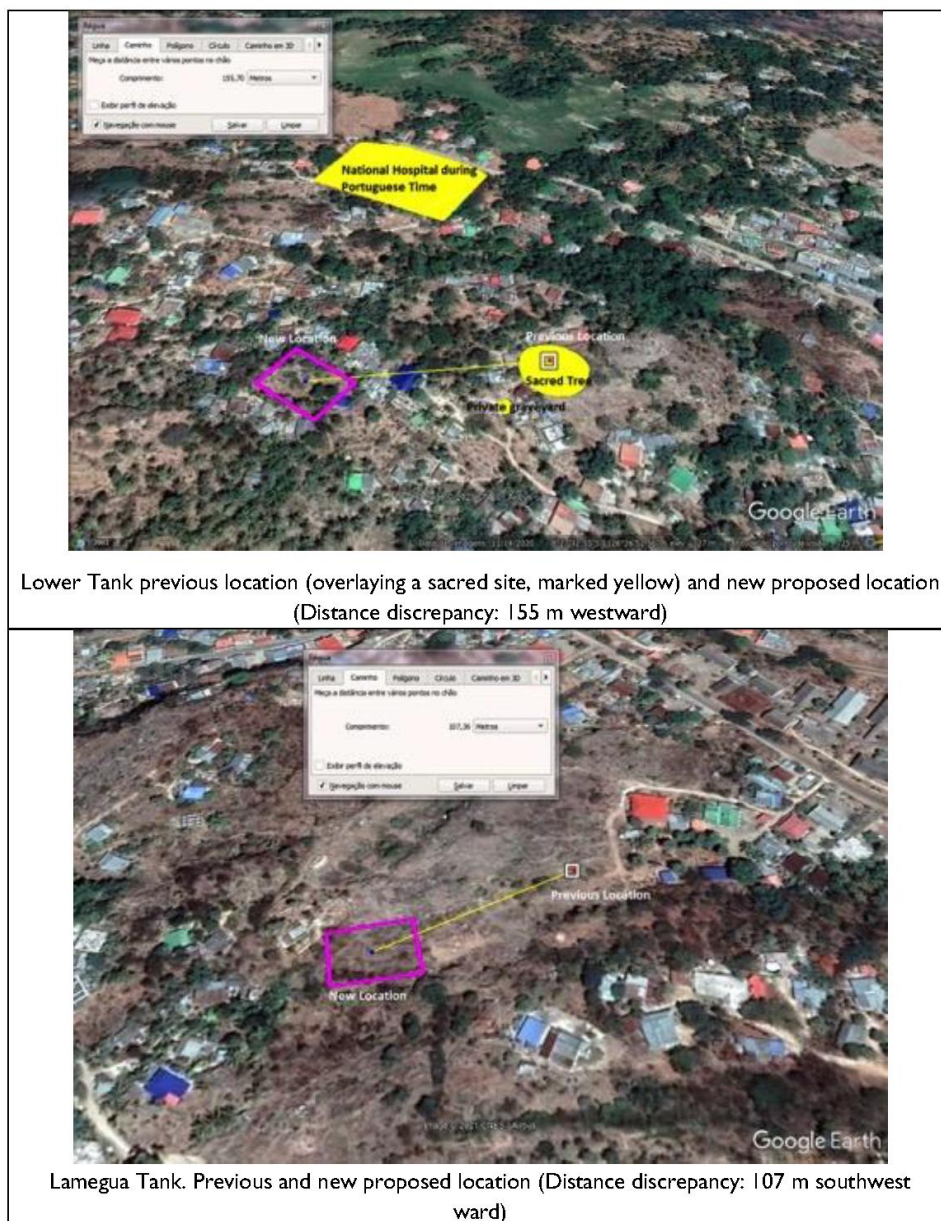 Régua
Linha Caminho Polígono Círculo Caminho em 3D
Meça a distância entre vários pontos no chão
Comprimento: 155,70 Metros
Exibir perfil de elevação
Navegação com mouse Salvar Limpar
National Hospital during
Portuguese Time
New Location
Previous Location
Sacred Tree
Private graveyard
Google Earth
Lower Tank previous location (overlaying a sacred site, marked yellow) and new proposed location
(Distance discrepancy: 155 m westward)
Régua
Linha Caminho Polígono Círculo Caminho em 3D
Meça a distância entre vários pontos no chão
Comprimento: 107,36 Metros
Exibir perfil de elevação
Navegação com mouse Salvar Limpar
Previous Location
New Location
Google Earth
Lamegua Tank. Previous and new proposed location (Distance discrepancy: 107 m southwest
ward)